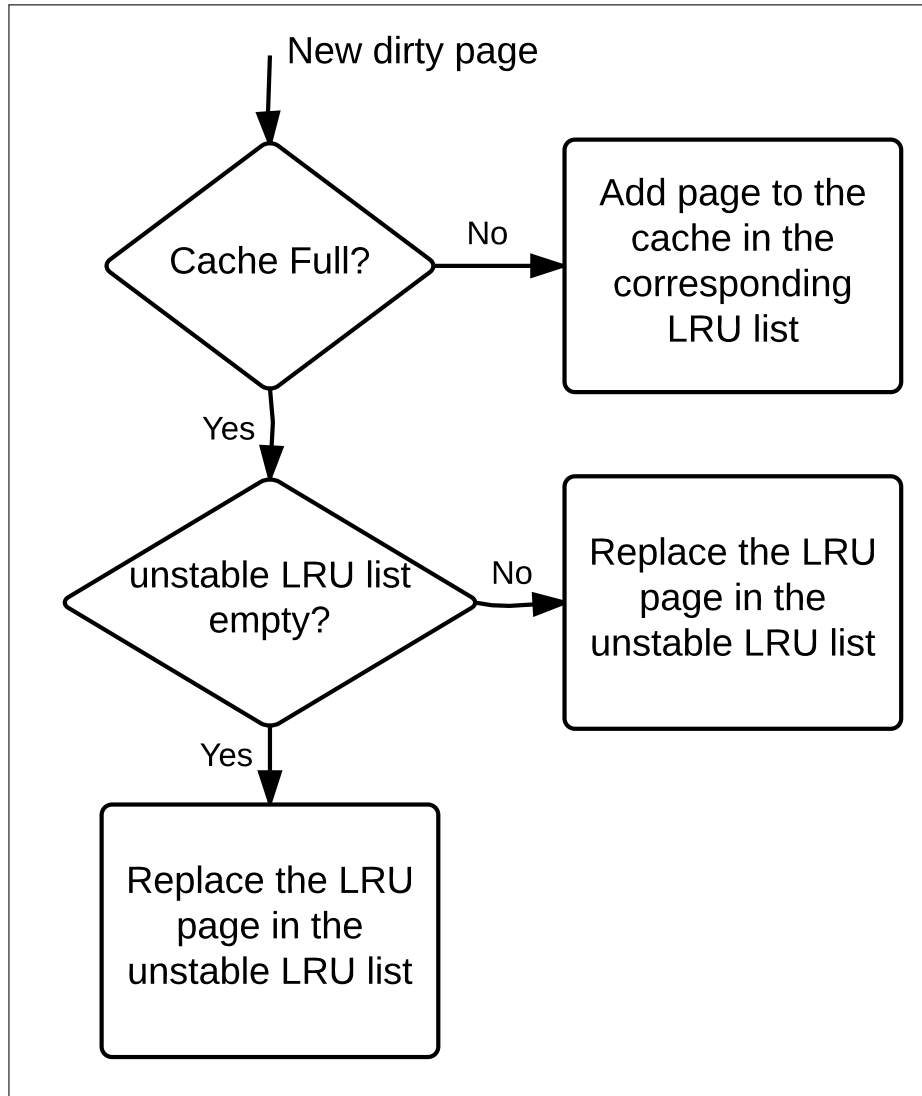 New dirty page
Cache Full?
No
Add page to the
cache in the
corresponding
LRU list
Yes
unstable LRU list
empty?
No
Replace the LRU
page in the
unstable LRU list
Yes
Replace the LRU
page in the
unstable LRU list